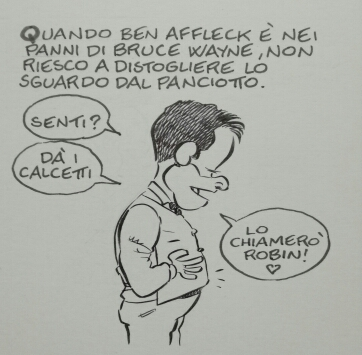 QUANDO BEN AFFLECK È NEI
PANNI DI BRUCE WAYNE, NON
RIESCO A DISTOGLIERE LO
SGUARDO DAL PANCIOTTO.
SENTI?
DÀ I
CALCETTI
LO
CHIAMERÒ
ROBIN!